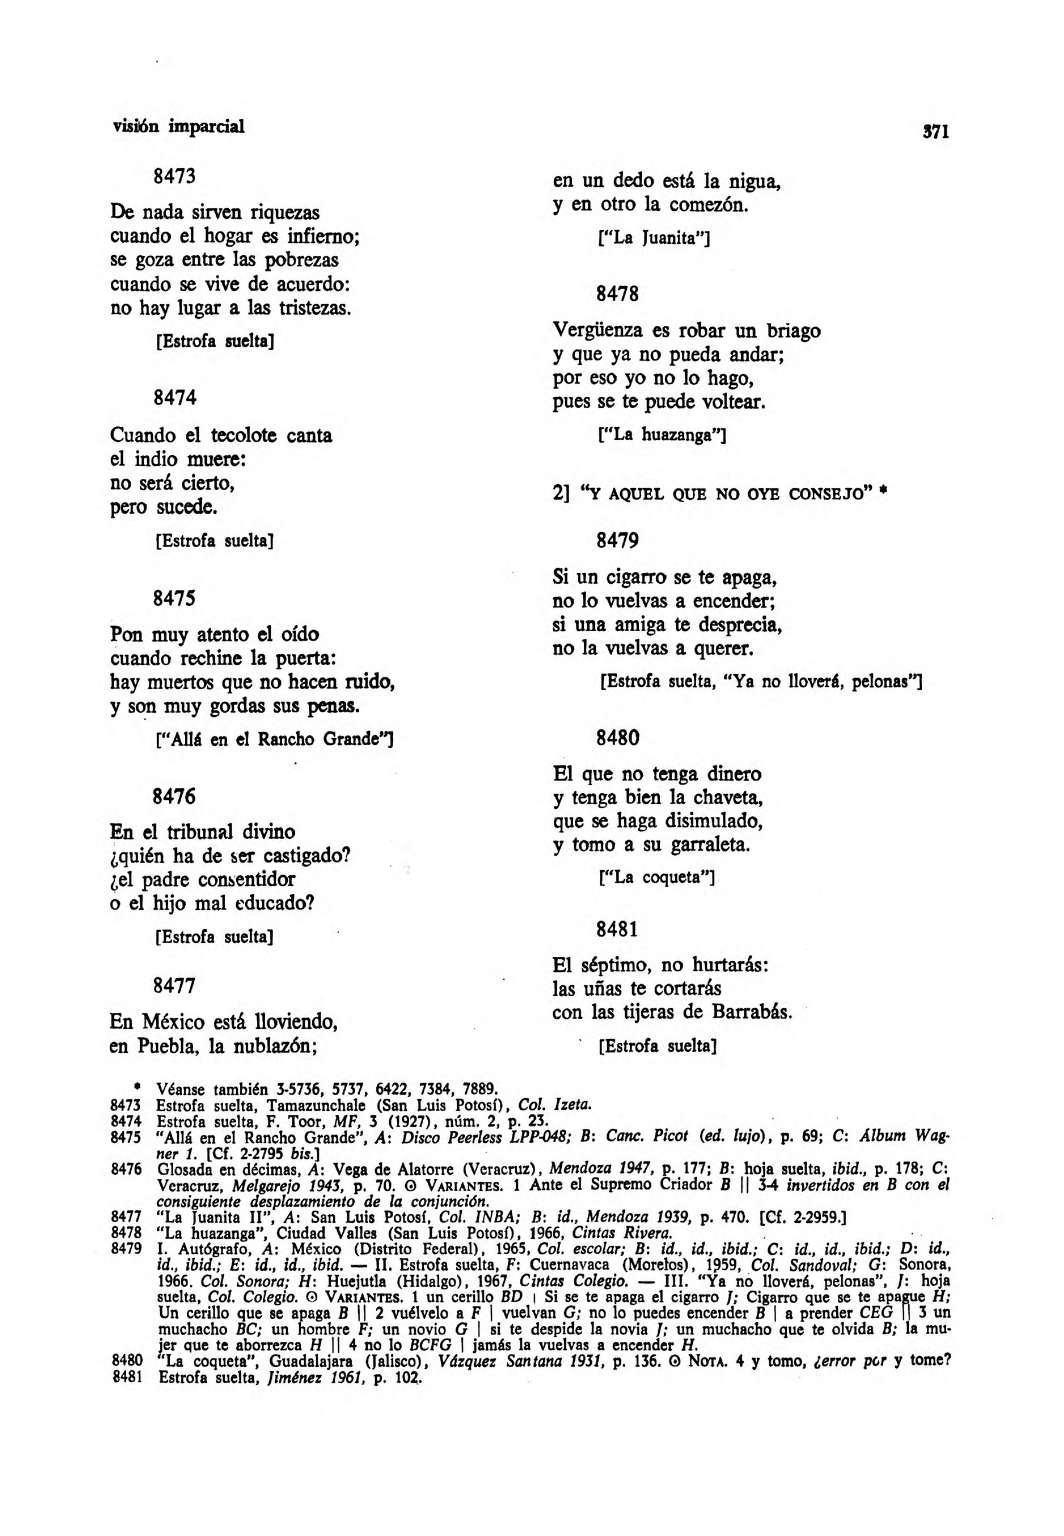 visión imparcial
371
8473
De nada sirven riquezas
cuando el hogar es infierno;
se goza entre las pobrezas
cuando se vive de acuerdo:
no hay lugar a las tristezas.
[Estrofa suelta]
8474
Cuando el tecolote canta
el indio muere:
no será cierto,
pero sucede.
[Estrofa suelta]
8475
Pon muy atento el oído
cuando rechine la puerta:
hay muertos que no hacen ruido,
y son muy gordas sus penas.
["Allá en el Rancho Grande"]
8476
En el tribunal divino
¿quién ha de ser castigado?
¿el padre consentidor
o el hijo mal educado?
[Estrofa suelta]
8477
En México está lloviendo,
en Puebla, la nublazón;
en un dedo está la nigua,
y en otro la comezón.
["La Juanita"]
8478
Vergüenza es robar un briago
y que ya no pueda andar;
por eso yo no lo hago,
pues se te puede voltear.
["La huazanga"]
2] "Y AQUEL QUE NO OYE CONSEJO" *
8479
Si un cigarro se te apaga,
no lo vuelvas a encender;
si una amiga te desprecia,
no la vuelvas a querer.
[Estrofa suelta, "Ya no lloverá, pelonas"]
8480
El que no tenga dinero
y tenga bien la chaveta,
que se haga disimulado,
y tomo a su garraleta.
["La coqueta"]
8481
El séptimo, no hurtarás:
las uñas te cortarás
con las tijeras de Barrabás.
[Estrofa suelta]
* Véanse también 3-5736, 5737, 6422, 7384, 7889.
8473 Estrofa suelta, Tamazunchale (San Luis Potosí), Col. Izeta.
8474 Estrofa suelta, F. Toor, MF, 3 (1927), núm. 2, p. 23.
8475 "Allá en el Rancho Grande", A: Disco Peerless LPP-048; B: Canc. Picot (ed. lujo), p. 69; C: Album Wag-
ner 1. [Cf. 2-2795 bis.]
8476 Glosada en décimas, A: Vega de Alatorre (Veracruz), Mendoza 1947, p. 177; B: hoja suelta, ibid., p. 178; C:
Veracruz, Melgarejo 1943, p. 70. ⊙ VARIANTES. 1 Ante el Supremo Criador B || 3-4 invertidos en B con el
consiguiente desplazamiento de la conjunción.
8477 "La Juanita II", A: San Luis Potosí, Col. INBA; B: id., Mendoza 1939, p. 470. [Cf. 2-2959.]
8478 "La huazanga", Ciudad Valles (San Luis Potosí), 1966, Cintas Rivera.
8479 I. Autógrafo, A: México (Distrito Federal), 1965, Col. escolar; B: id., id., ibid.; C: id., id., ibid.; D: id.,
id., ibid.; E: id., id., ibid. — II. Estrofa suelta, F: Cuernavaca (Morelos), 1959, Col. Sandoval; G: Sonora,
1966. Col. Sonora; H: Huejutla (Hidalgo), 1967, Cintas Colegio. — III. "Ya no lloverá, pelonas", J: hoja
suelta, Col. Colegio. ⊙ VARIANTES. 1 un cerillo BD | Si se te apaga el cigarro J; Cigarro que se te apague H;
Un cerillo que se apaga B || 2 vuélvelo a F | vuelvan G; no lo puedes encender B | a prender CEG || 3 un
muchacho BC; un hombre F; un novio G | si te despide la novia J; un muchacho que te olvida B; la mu-
jer que te aborrezca H || 4 no lo BCFG | jamás la vuelvas a encender H.
8480 "La coqueta", Guadalajara (Jalisco), Vázquez Santana 1931, p. 136. ⊙ NOTA. 4 y tomo, ¿error por y tome?
8481 Estrofa suelta, Jiménez 1961, p. 102.